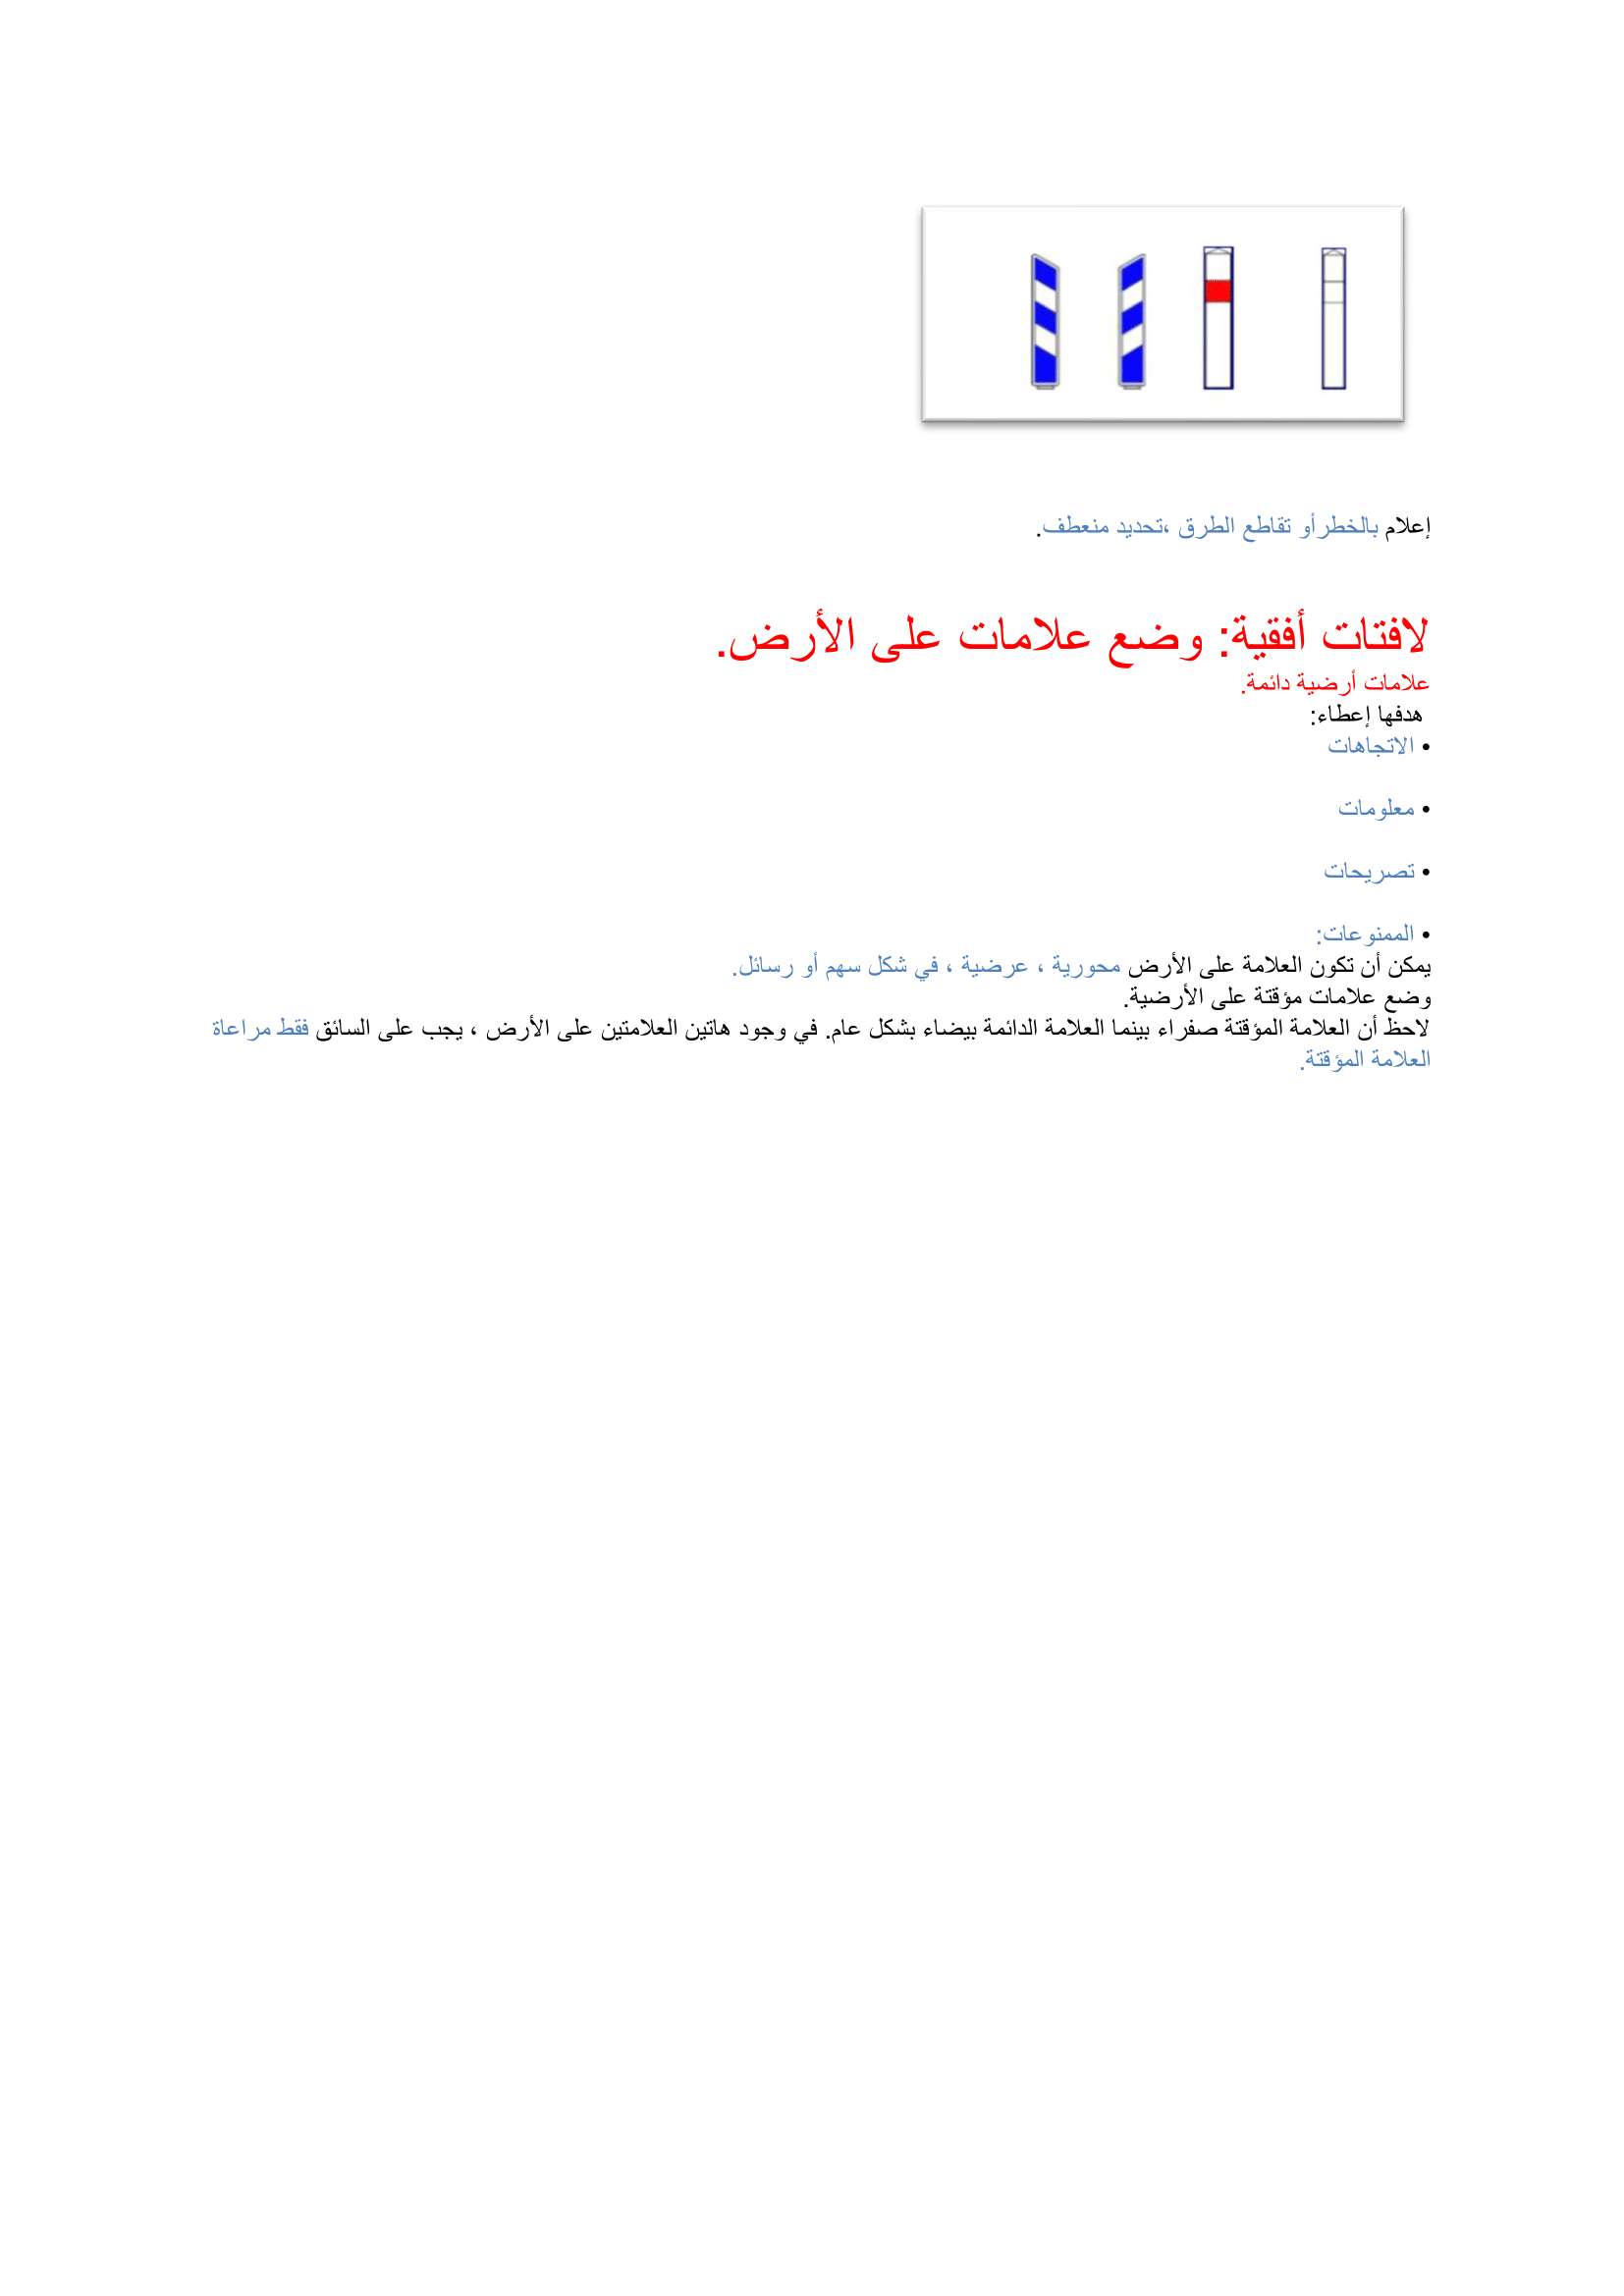 إعلام بالخطرأو تقاطع الطرق ،تحديد منعطف.
لافتات أفقية: وضع علامات على الأرض.
علامات أرضية دائمة.
هدفها إعطاء:
• الاتجاهات
• معلومات
• تصريحات
• الممنوعات:
يمكن أن تكون العلامة على الأرض محورية ، عرضية ، في شكل سهم أو رسائل.
وضع علامات مؤقتة على الأرضية.
لاحظ أن العلامة المؤقتة صفراء بينما العلامة الدائمة بيضاء بشكل عام. في وجود هاتين العلامتين على الأرض ، يجب على السائق فقط مراعاة
العلامة المؤقتة.